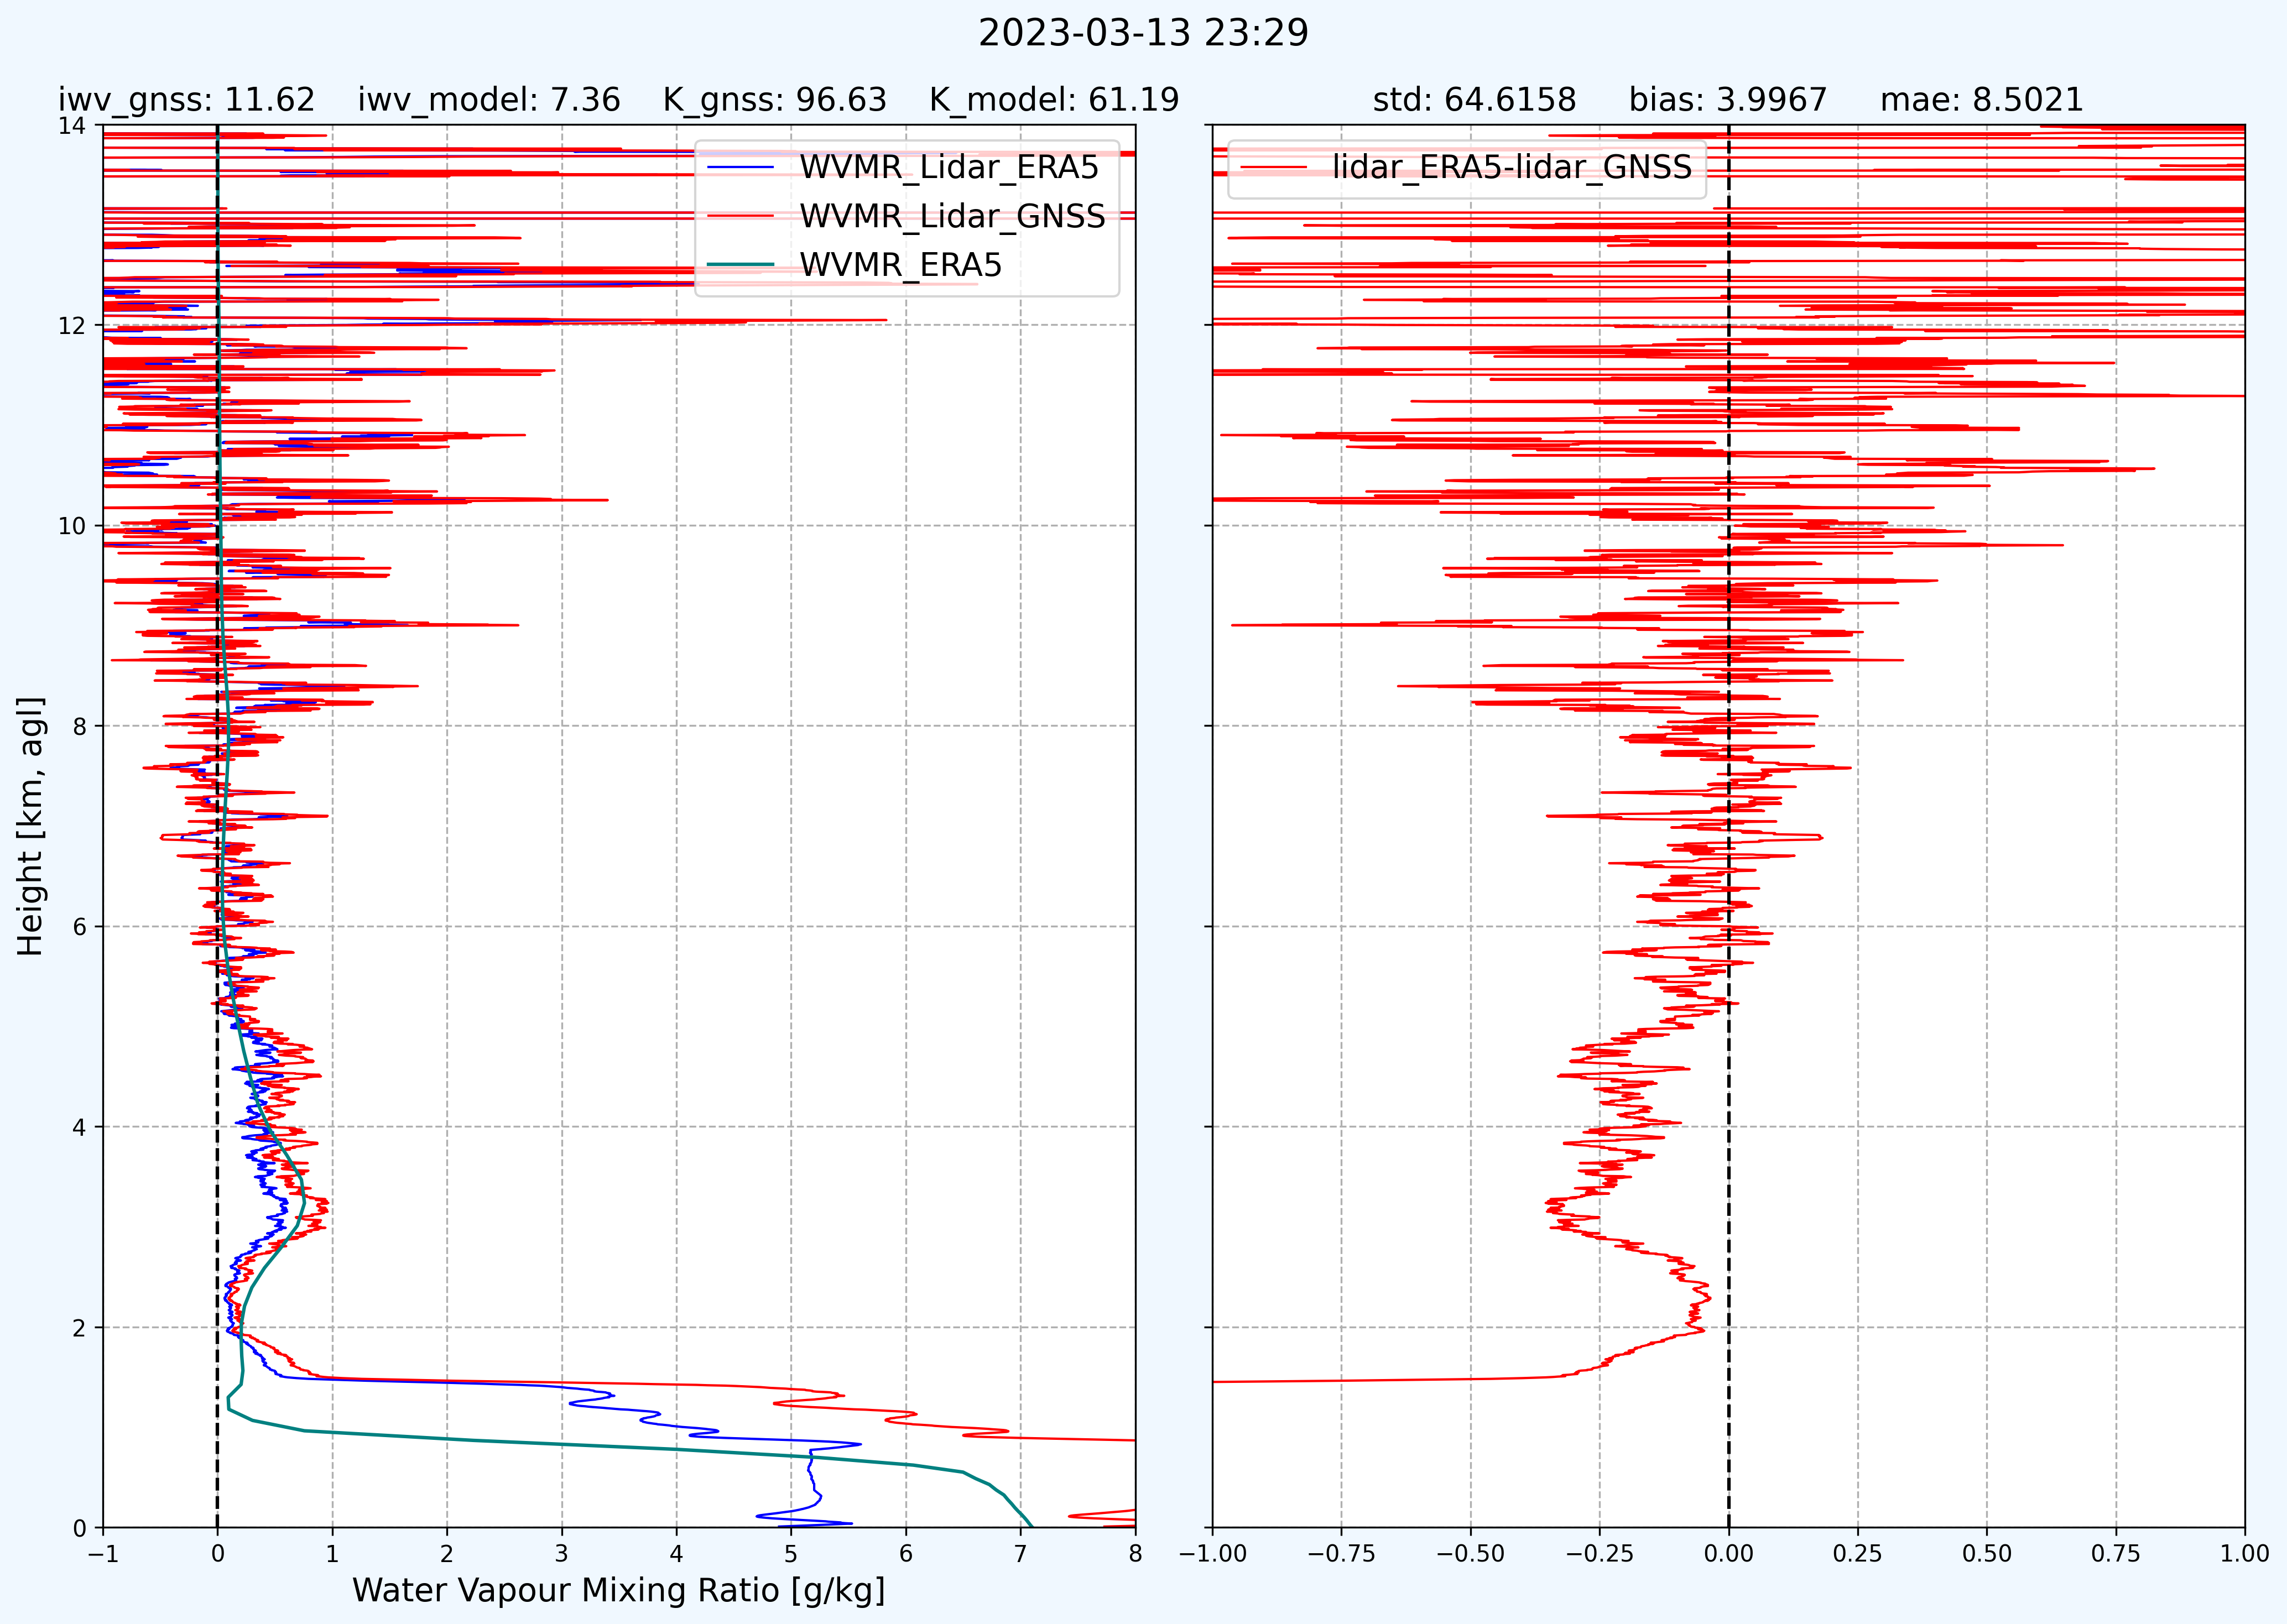 2023-03-13 23:29
iwv_gnss: 11.62 iwv_model: 7.36 K_gnss: 96.63 K_model: 61.19
std: 64.6158 bias: 3.9967 mae: 8.5021
WVMR_Lidar_ERA5
WVMR_Lidar_GNSS
WVMR_ERA5
lidar_ERA5-lidar_GNSS
Height [km, agl]
14
12
10
8
6
4
2
0
−1 0 1 2 3 4 5 6 7 8
−1.00 −0.75 −0.50 −0.25 0.00 0.25 0.50 0.75 1.00
Water Vapour Mixing Ratio [g/kg]